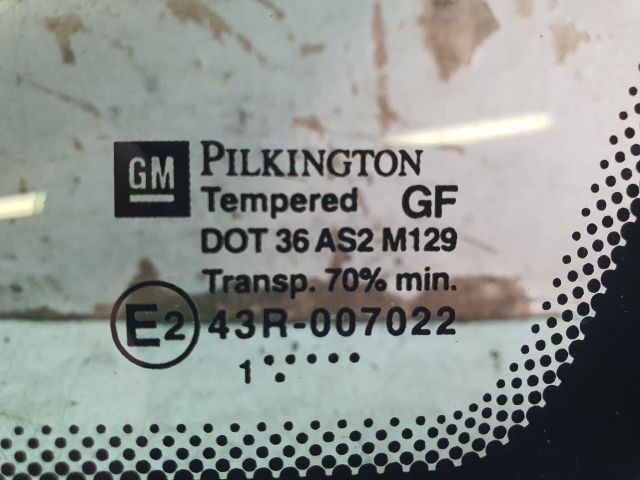 GM PILKINGTON
Tempered GF
DOT 36 AS2 M129
Transp. 70% min.
E2 43R-007022
1